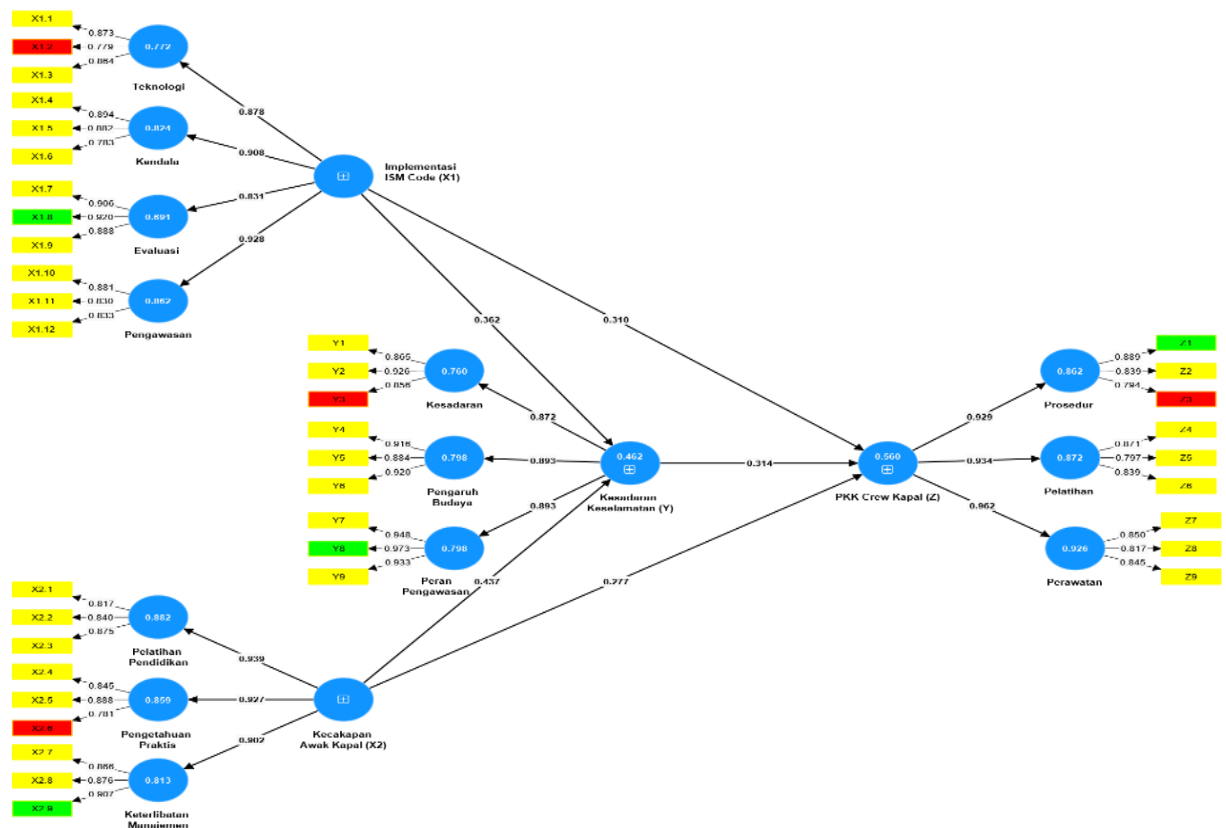 X1.1
0.873
X1.2
0.779
X1.3
0.772
Teknologi
X1.4
0.894
X1.5
0.882
X1.6
0.783
0.824
Kendala
X1.7
0.906
X1.8
0.920
X1.9
0.888
0.691
Evaluasi
X1.10
0.881
X1.11
0.830
X1.12
0.833
0.862
Pengawasan
0.878
0.908
0.831
0.928
Implementasi
ISM Code (X1)
0.362
0.310
Y1
0.865
Y2
0.926
Y3
0.856
0.760
Kesadaran
Y4
0.916
Y5
0.884
Y6
0.920
0.798
Pengaruh
Budaya
Y7
0.948
Y8
0.973
Y9
0.933
0.798
Peran
Pengawasan
0.872
0.893
0.893
0.462
Kesadaran
Keselamatan (Y)
0.314
0.437
0.277
0.560
PKK Crew Kapal (Z)
0.929
0.934
0.962
0.862
Prosedur
0.889
Z1
0.839
Z2
0.794
Z3
0.872
Pelatihan
0.871
Z4
0.797
Z5
0.839
Z6
0.926
Perawatan
0.850
Z7
0.817
Z8
0.845
Z9
X2.1
0.817
X2.2
0.840
X2.3
0.875
0.882
Pelatihan
Pendidikan
X2.4
0.845
X2.5
0.888
X2.6
0.781
0.859
Pengetahuan
Praktis
X2.7
0.866
X2.8
0.876
X2.9
0.907
0.813
Keterlibatan
Manajemen
0.939
0.927
0.902
Kecakapan
Awak Kapal (X2)